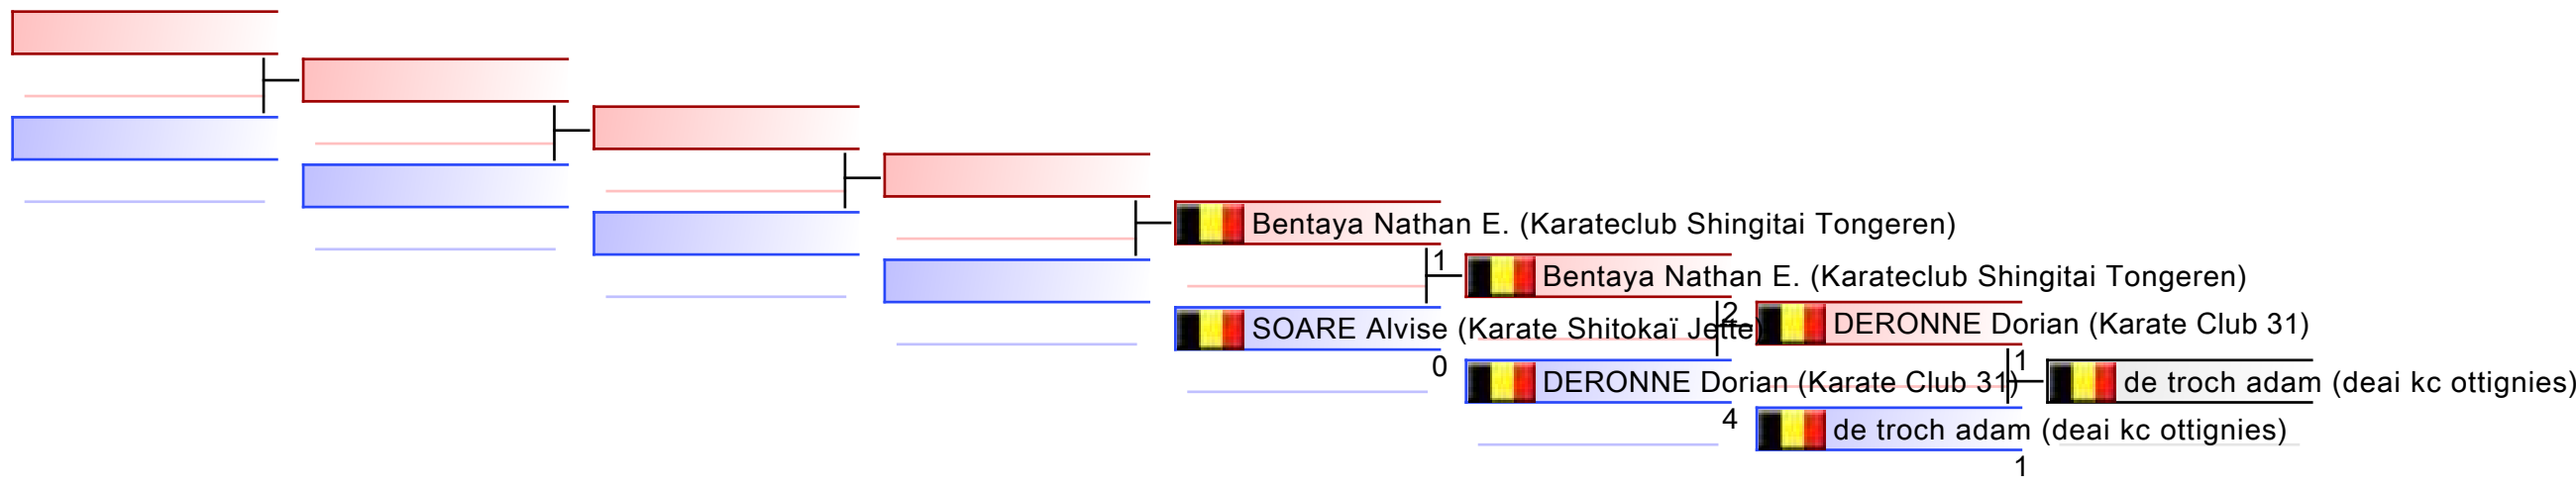 Bentaya Nathan E. (Karateclub Shingitai Tongeren)
1
Bentaya Nathan E. (Karateclub Shingitai Tongeren)
SOARE Alvise (Karate Shitokaï Jette)
0
2
DERONNE Dorian (Karate Club 31)
DERONNE Dorian (Karate Club 31)
4
1
de troch adam (deai kc ottignies)
de troch adam (deai kc ottignies)
1